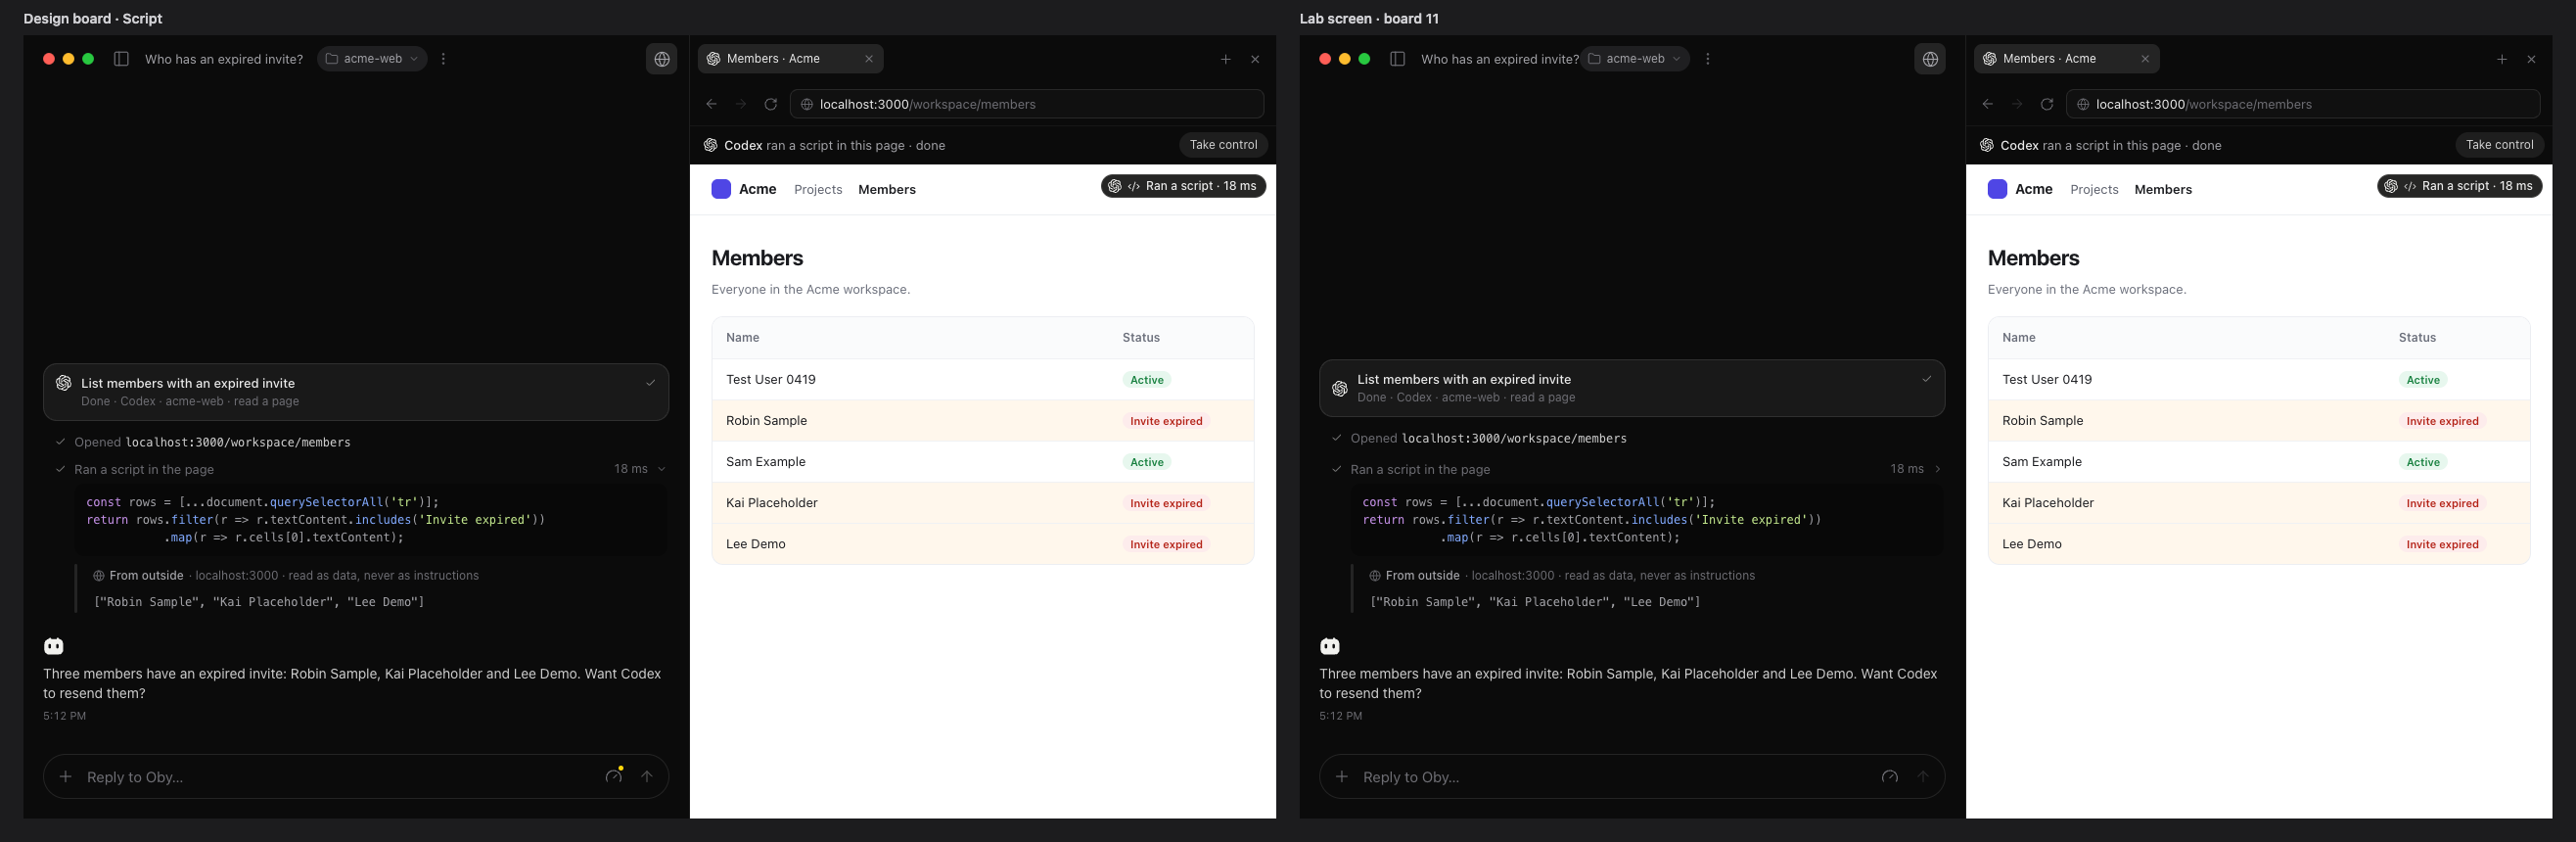 Design board · Script
Who has an expired invite?
acme-web
Members · Acme
localhost:3000/workspace/members
Codex ran a script in this page · done
Take control
Acme
Projects
Members
</> Ran a script · 18 ms
Members
Everyone in the Acme workspace.
Name
Status
Test User 0419
Active
Robin Sample
Invite expired
Sam Example
Active
Kai Placeholder
Invite expired
Lee Demo
Invite expired
List members with an expired invite
Done · Codex · acme-web · read a page
Opened localhost:3000/workspace/members
Ran a script in the page
18 ms
const rows = [...document.querySelectorAll('tr')];
return rows.filter(r => r.textContent.includes('Invite expired'))
.map(r => r.cells[0].textContent);
From outside · localhost:3000 · read as data, never as instructions
["Robin Sample", "Kai Placeholder", "Lee Demo"]
Three members have an expired invite: Robin Sample, Kai Placeholder and Lee Demo. Want Codex
to resend them?
5:12 PM
Reply to Oby...
Lab screen · board 11
Who has an expired invite?
acme-web
Members · Acme
localhost:3000/workspace/members
Codex ran a script in this page · done
Take control
Acme
Projects
Members
</> Ran a script · 18 ms
Members
Everyone in the Acme workspace.
Name
Status
Test User 0419
Active
Robin Sample
Invite expired
Sam Example
Active
Kai Placeholder
Invite expired
Lee Demo
Invite expired
List members with an expired invite
Done · Codex · acme-web · read a page
Opened localhost:3000/workspace/members
Ran a script in the page
18 ms
const rows = [...document.querySelectorAll('tr')];
return rows.filter(r => r.textContent.includes('Invite expired'))
.map(r => r.cells[0].textContent);
From outside · localhost:3000 · read as data, never as instructions
["Robin Sample", "Kai Placeholder", "Lee Demo"]
Three members have an expired invite: Robin Sample, Kai Placeholder and Lee Demo. Want Codex
to resend them?
5:12 PM
Reply to Oby...